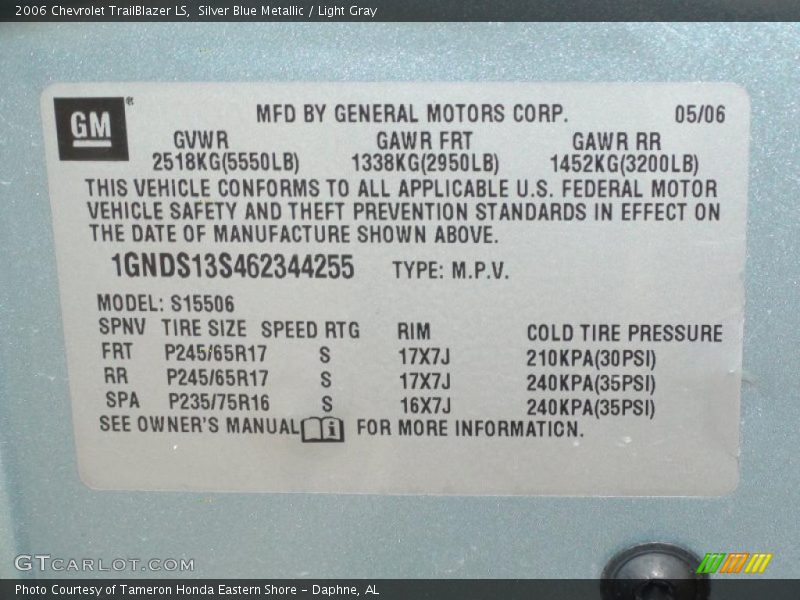 2006 Chevrolet TrailBlazer LS,  Silver Blue Metallic / Light Gray
GM® MFD BY GENERAL MOTORS CORP. 05/06
GVWR GAWR FRT GAWR RR
2518KG(5550LB) 1338KG(2950LB) 1452KG(3200LB)
THIS VEHICLE CONFORMS TO ALL APPLICABLE U.S. FEDERAL MOTOR
VEHICLE SAFETY AND THEFT PREVENTION STANDARDS IN EFFECT ON
THE DATE OF MANUFACTURE SHOWN ABOVE.
1GNDS13S462344255 TYPE: M.P.V.
MODEL: S15506
SPNV TIRE SIZE SPEED RTG RIM COLD TIRE PRESSURE
FRT P245/65R17 S 17X7J 210KPA(30PSI)
RR P245/65R17 S 17X7J 240KPA(35PSI)
SPA P235/75R16 S 16X7J 240KPA(35PSI)
SEE OWNER'S MANUAL i FOR MORE INFORMATION.
GTCARLOT.COM
Photo Courtesy of Tameron Honda Eastern Shore - Daphne, AL